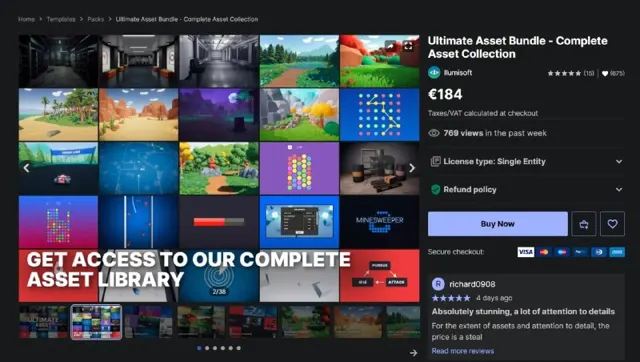 Home > Templates > Packs > Ultimate Asset Bundle - Complete Asset Collection
MINESWEEPER
GET ACCESS TO OUR COMPLETE
ASSET LIBRARY
2/38
PURSUE
IDLE
ATTACK
Ultimate Asset Bundle - Complete
Asset Collection
Ilumisoft
(15) | (875)
€184
Taxes/VAT calculated at checkout
769 views in the past week
License type: Single Entity
Refund policy
Buy Now
Secure checkout:
VISA
R richard0908
4 days ago
Absolutely stunning, a lot of attention to details
For the extent of assets and attention to detail, the
price is a steal
Read more reviews